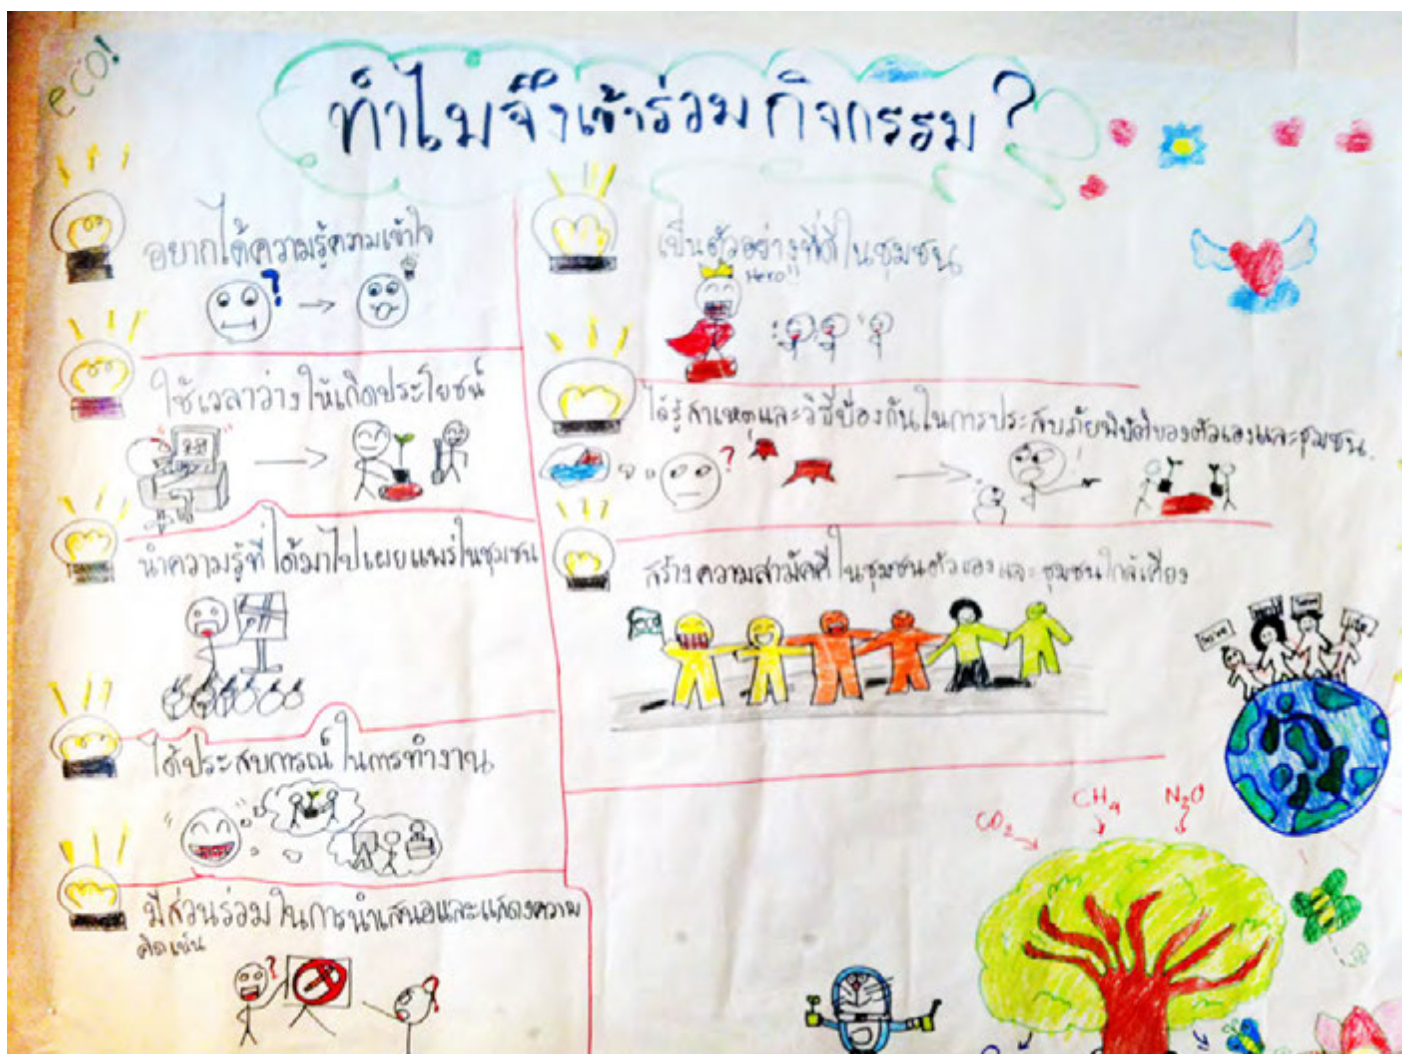 eco!
ทำไมจึงเข้าร่วมกิจกรรม?
อยากได้ความรู้ความเข้าใจ
?
ใช้เวลาว่างให้เกิดประโยชน์
นำความรู้ที่ได้มาไปเผยแพร่ในชุมชน
ได้ประสบการณ์ในการทำงาน
มีส่วนร่วมในการนำเสนอและแสดงความ
คิดเห็น
?
?
เป็นตัวอย่างที่ดีในชุมชน
Hero!!
ได้รู้สาเหตุและวิธีป้องกันในการประสบภัยพิบัติของตัวเองและชุมชน.
?
สร้างความสามัคคีในชุมชนตัวเองและชุมชนใกล้เคียง
CO₂
CH₄
N₂O